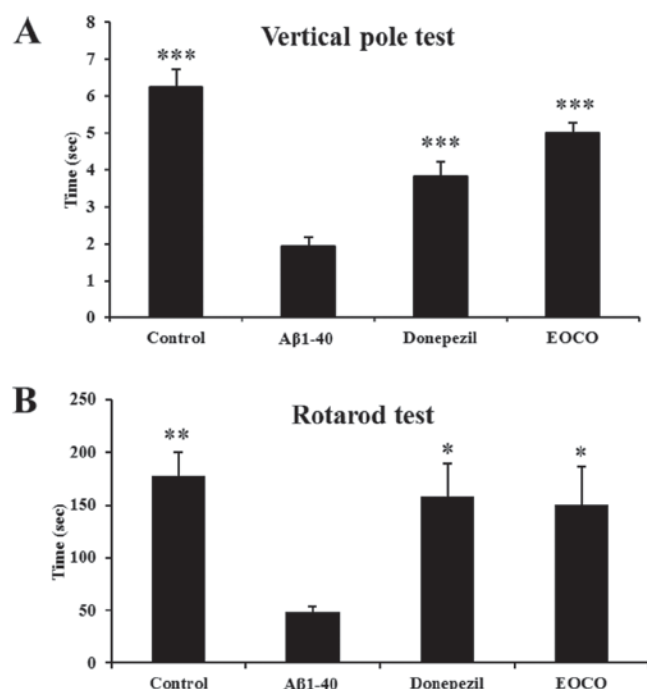 A
Vertical pole test
Time (sec)
8
7
6
5
4
3
2
1
0
***
***
***
Control
Aβ1-40
Donepezil
EOCO
B
Rotarod test
Time (sec)
250
200
150
100
50
0
**
*
*
Control
Aβ1-40
Donepezil
EOCO